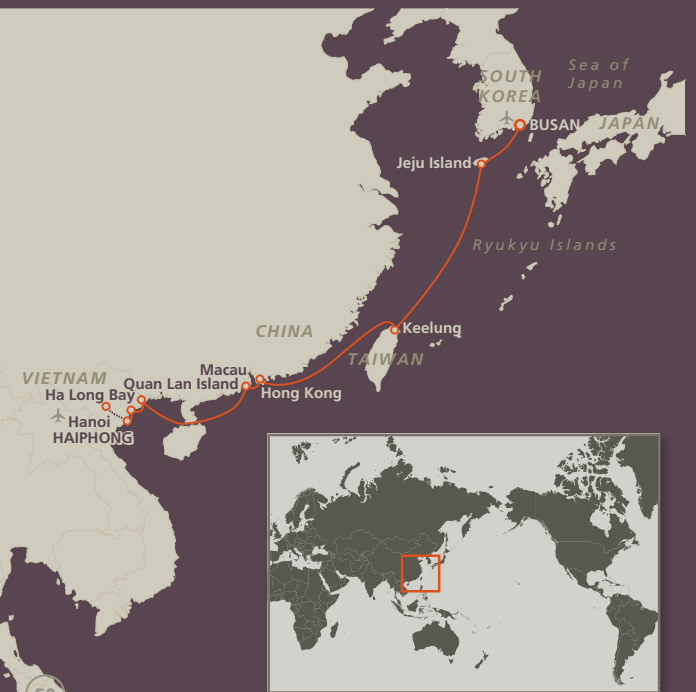 Sea of
Japan
SOUTH
KOREA
BUSAN
JAPAN
Jeju Island
Ryukyu Islands
Keelung
CHINA
TAIWAN
Macau
VIETNAM
Quan Lan Island
Hong Kong
Ha Long Bay
Hanoi
HAIPHONG